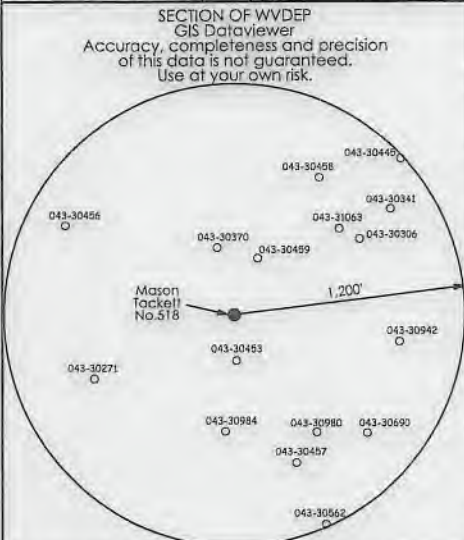 SECTION OF WVDEP
GIS Dataviewer
Accuracy, completeness and precision
of this data is not guaranteed.
Use at your own risk.
043-30445
043-30458
043-30341
043-30456
043-31063
043-30306
043-30370
043-30459
Mason
Tackett
No.518
1,200'
043-30942
043-30453
043-30271
043-30984
043-30980
043-30690
043-30457
043-30562